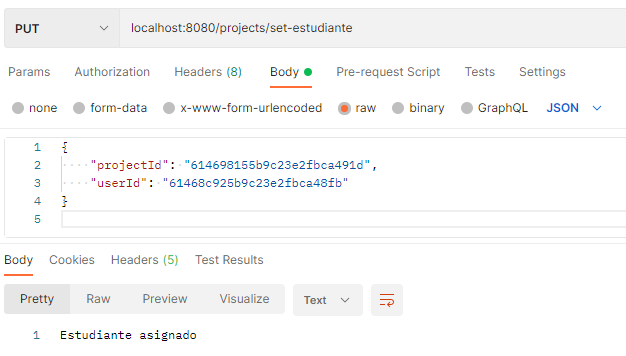 PUT localhost:8080/projects/set-estudiante
Params Authorization Headers (8) Body Pre-request Script Tests Settings
none form-data x-www-form-urlencoded raw binary GraphQL JSON
1 {
2 "projectId": "614698155b9c23e2fbca491d",
3 "userId": "61468c925b9c23e2fbca48fb"
4 }
5
Body Cookies Headers (5) Test Results
Pretty Raw Preview Visualize Text
1 Estudiante asignado